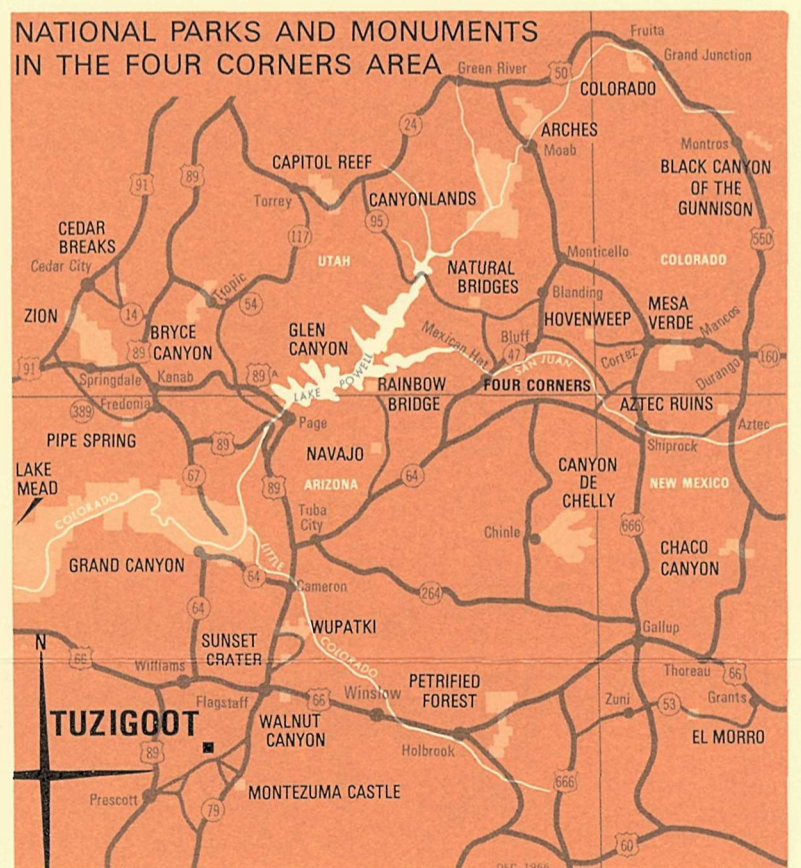 NATIONAL PARKS AND MONUMENTS
IN THE FOUR CORNERS AREA
Fruita
Grand Junction
Green River
50
COLORADO
24
ARCHES
Moab
Montros
CAPITOL REEF
BLACK CANYON
OF THE
GUNNISON
91
89
Torrey
CANYONLANDS
95
117
550
CEDAR
BREAKS
Cedar City
UTAH
Monticello
COLORADO
NATURAL
BRIDGES
Blanding
Tropic
54
14
ZION
BRYCE
CANYON
89
GLEN
CANYON
Mexican Hat
Bluff
47
HOVENWEEP
MESA
VERDE
Mancos
Cortez
Durango
160
91
Springdale
Kanab
89A
LAKE POWELL
SAN JUAN
RAINBOW
BRIDGE
FOUR CORNERS
389
Fredonia
AZTEC RUINS
Aztec
Page
PIPE SPRING
89
Shiprock
NAVAJO
CANYON
DE
CHELLY
LAKE
MEAD
67
89
ARIZONA
64
NEW MEXICO
COLORADO
Tuba
City
666
Chinle
LITTLE
CHACO
CANYON
GRAND CANYON
64
Cameron
264
64
WUPATKI
Gallup
N
SUNSET
CRATER
COLORADO
66
Williams
Thoreau
66
PETRIFIED
FOREST
Flagstaff
66
Winslow
Zuni
53
Grants
TUZIGOOT
WALNUT
CANYON
EL MORRO
89
Holbrook
MONTEZUMA CASTLE
666
Prescott
79
60